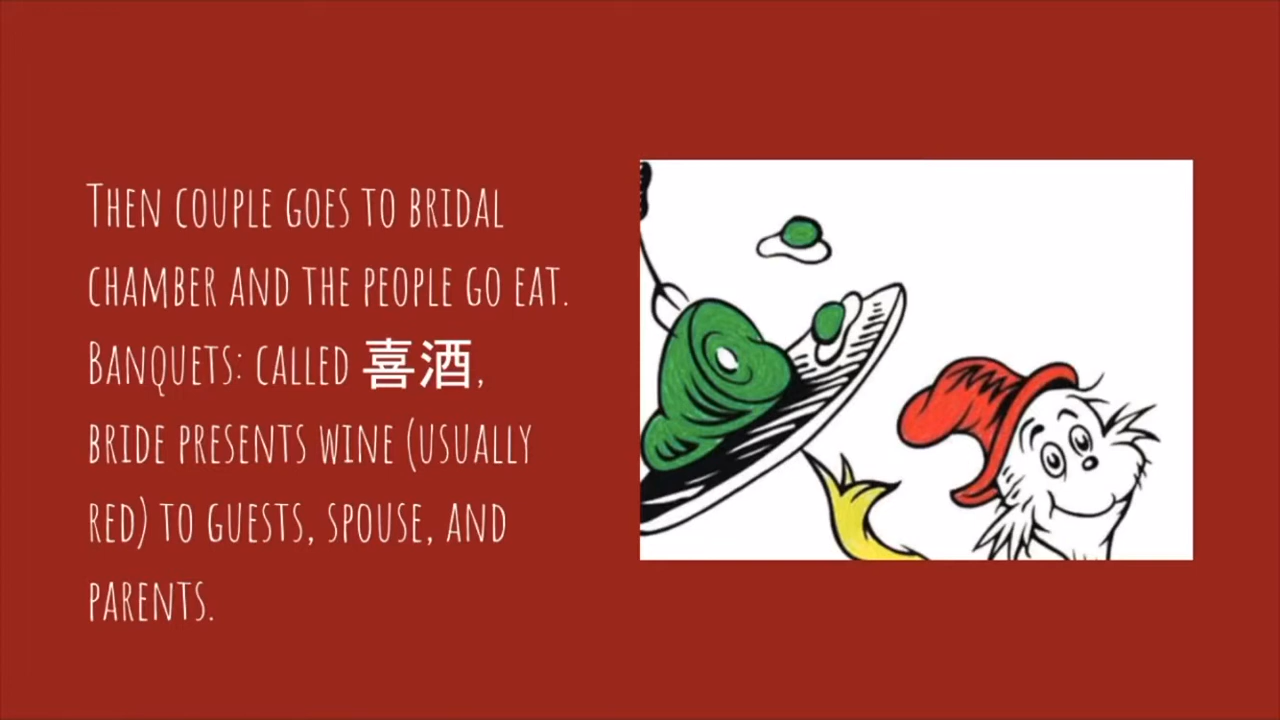 Then couple goes to bridal
chamber and the people go eat.
Banquets: called 喜酒,
bride presents wine (usually
red) to guests, spouse, and
parents.